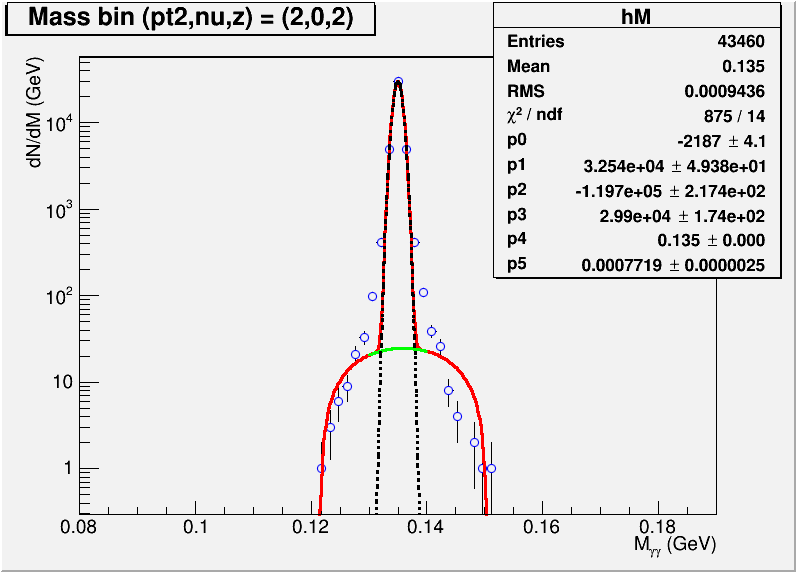 Mass bin (pt2,nu,z) = (2,0,2)
hM
Entries 43460
Mean 0.135
RMS 0.0009436
χ² / ndf 875 / 14
p0 -2187 ± 4.1
p1 3.254e+04 ± 4.938e+01
p2 -1.197e+05 ± 2.174e+02
p3 2.99e+04 ± 1.74e+02
p4 0.135 ± 0.000
p5 0.0007719 ± 0.0000025
dN/dM (GeV)
10⁴
10³
10²
10
1
0.08 0.1 0.12 0.14 0.16 0.18
Mγγ (GeV)